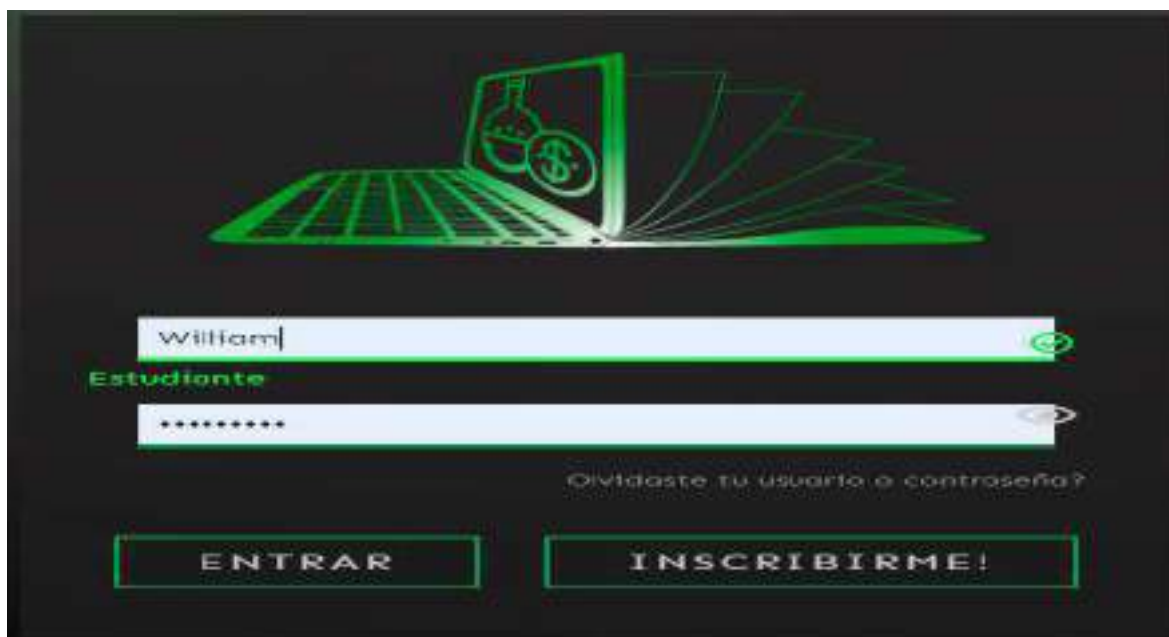 $
William
Estudiante
•••••••••
Olvidaste tu usuario o contraseña?
ENTRAR
INSCRIBIRME!